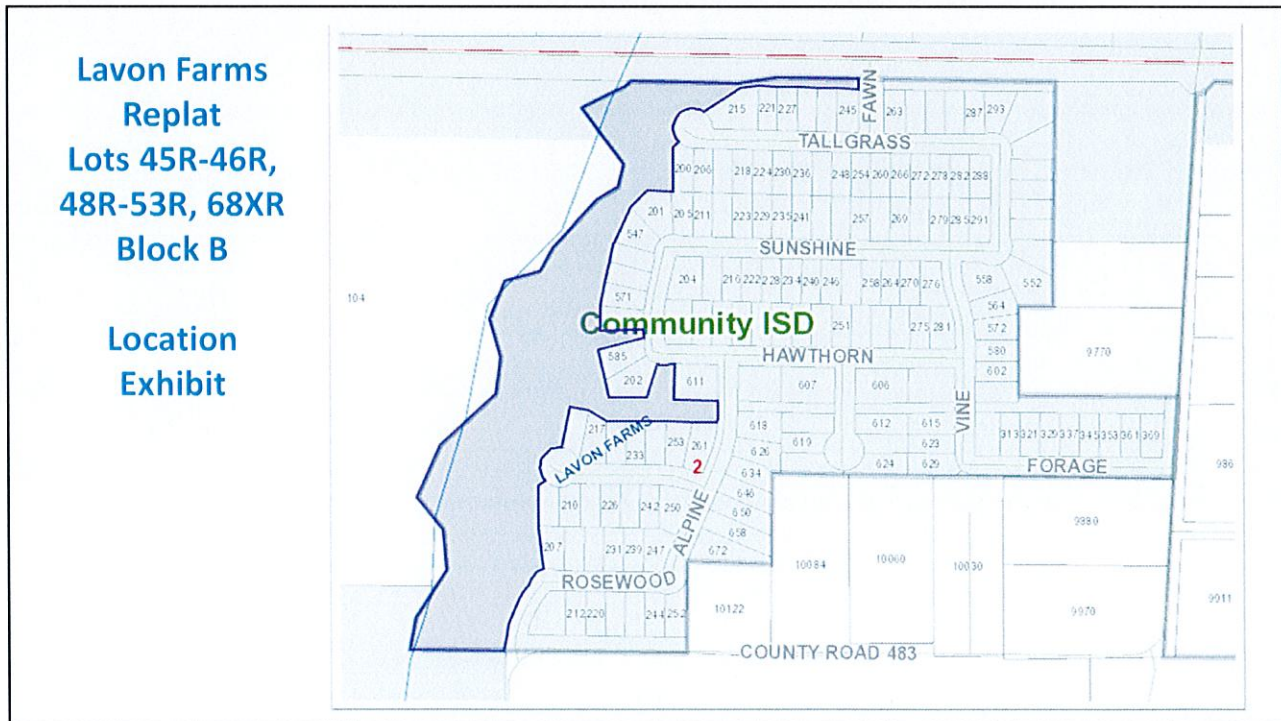 Lavon Farms
Replat
Lots 45R-46R,
48R-53R, 68XR
Block B
Location
Exhibit
FAWN
215 221 227 245 263 287 293
TALLGRASS
200 206 218 224 230 236 248 254 260 266 272 278 282 288
201 205 211 223 229 235 241 257 269 279 285 291
547
SUNSHINE
204 216 222 228 234 240 246 258 264 270 276 558 552
104
571
564
Community ISD
251 275 281 572
585
HAWTHORN
580
9770
202 611 607 606 602
VINE
217 618 612 615
LAVON FARMS
233 253 261 626 619 623
313 321 329 337 345 353 361 369
2
634 624 629
FORAGE
986
210 226 242 250 646
ALPINE
650
9380
207 231 239 247 658
672
10084 10060 10030
ROSEWOOD
212 220 244 252
10122
9970
9911
COUNTY ROAD 483